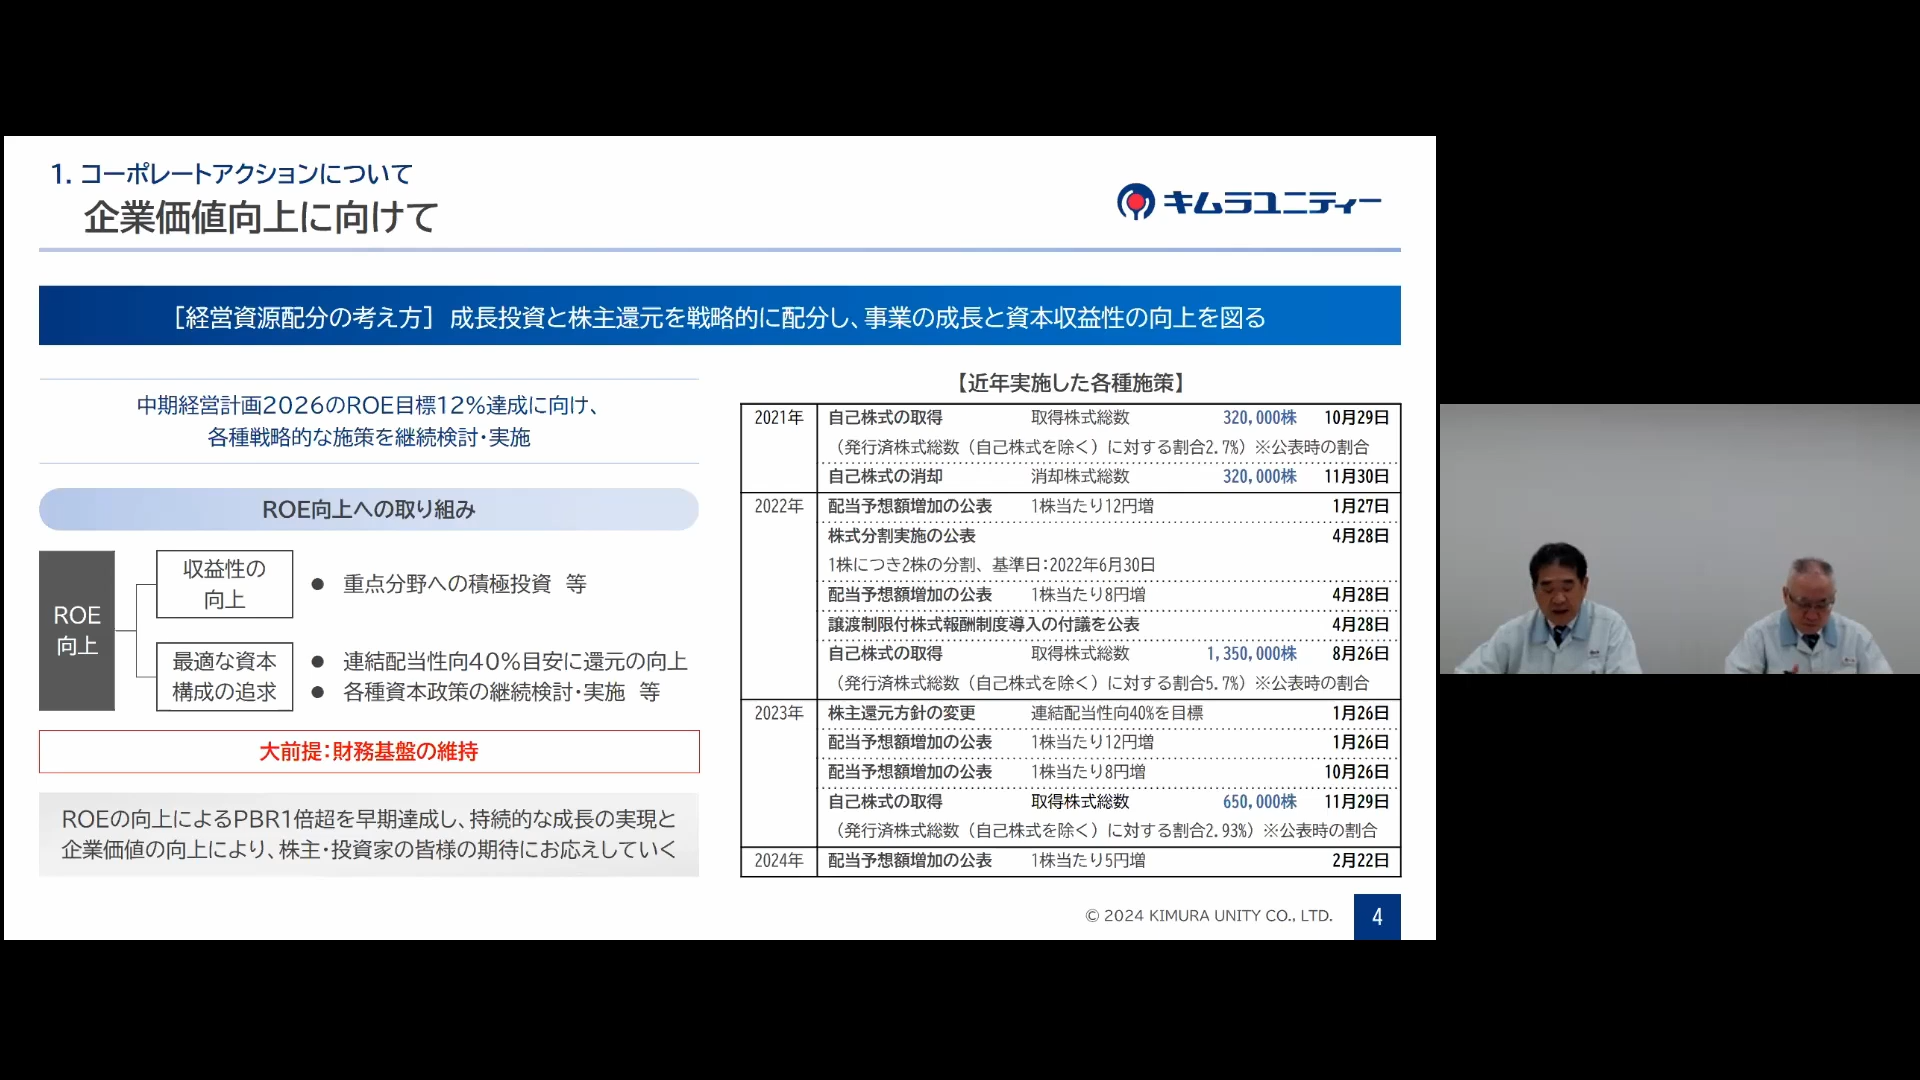 1. コーポレートアクションについて
企業価値向上に向けて
キムラユニティー
［経営資源配分の考え方］ 成長投資と株主還元を戦略的に配分し、事業の成長と資本収益性の向上を図る
中期経営計画2026のROE目標12%達成に向け、
各種戦略的な施策を継続検討・実施
ROE向上への取り組み
ROE
向上
収益性の
向上
● 重点分野への積極投資 等
最適な資本
構成の追求
● 連結配当性向40%目安に還元の向上
● 各種資本政策の継続検討・実施 等
大前提：財務基盤の維持
ROEの向上によるPBR1倍超を早期達成し、持続的な成長の実現と
企業価値の向上により、株主・投資家の皆様の期待にお応えしていく
【近年実施した各種施策】
2021年 自己株式の取得 取得株式総数 320,000株 10月29日
（発行済株式総数（自己株式を除く）に対する割合2.7%）※公表時の割合
自己株式の消却 消却株式総数 320,000株 11月30日
2022年 配当予想額増加の公表 1株当たり12円増 1月27日
株式分割実施の公表 4月28日
1株につき2株の分割、基準日：2022年6月30日
配当予想額増加の公表 1株当たり8円増 4月28日
譲渡制限付株式報酬制度導入の付議を公表 4月28日
自己株式の取得 取得株式総数 1,350,000株 8月26日
（発行済株式総数（自己株式を除く）に対する割合5.7%）※公表時の割合
2023年 株主還元方針の変更 連結配当性向40%を目標 1月26日
配当予想額増加の公表 1株当たり12円増 1月26日
配当予想額増加の公表 1株当たり8円増 10月26日
自己株式の取得 取得株式総数 650,000株 11月29日
（発行済株式総数（自己株式を除く）に対する割合2.93%）※公表時の割合
2024年 配当予想額増加の公表 1株当たり5円増 2月22日
© 2024 KIMURA UNITY CO., LTD.
4